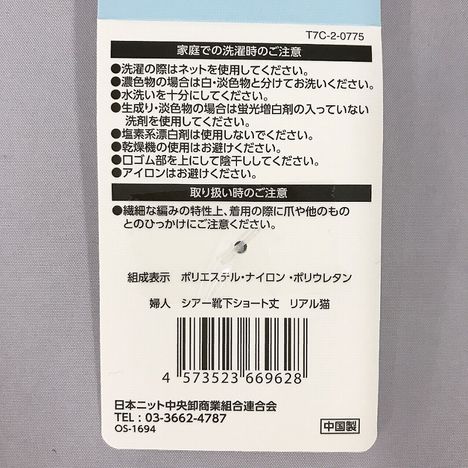 T7C-2-0775
家庭での洗濯時のご注意
●洗濯の際はネットを使用してください。
●濃色物の場合は白・淡色物と分けてお洗いください。
●水洗いを十分にしてください。
●生成り・淡色物の場合は蛍光増白剤の入っていない
洗剤を使用してください。
●塩素系漂白剤は使用しないでください。
●乾燥機の使用はお避けください。
●口ゴム部を上にして陰干ししてください。
●アイロンはお避けください。
取り扱い時のご注意
●繊細な編みの特性上、着用の際に爪や他のもの
とのひっかけにご注意ください。
組成表示 ポリエステル・ナイロン・ポリウレタン
婦人 シアー靴下ショート丈 リアル猫
4 573523 669628
日本ニット中央卸商業組合連合会
TEL : 03-3662-4787
OS-1694
中国製